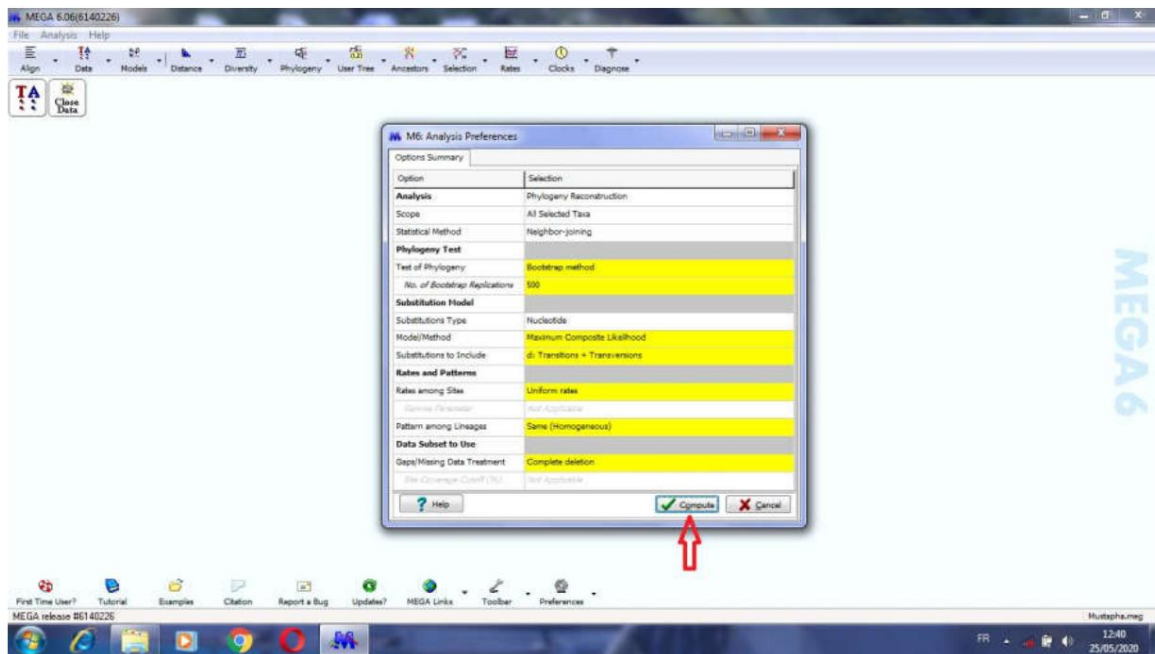 MEGA 6.06(6140226)
File Analysis Help
Align Data Models Distance Diversity Phylogeny User Tree Ancestors Selection Rates Clocks Diagnose
TA Close Data
M6: Analysis Preferences
Options Summary
Option Selection
Analysis Phylogeny Reconstruction
Scope All Selected Taxa
Statistical Method Neighbor-joining
Phylogeny Test
Test of Phylogeny Bootstrap method
No. of Bootstrap Replications 500
Substitution Model
Substitutions Type Nucleotide
Model/Method Maximum Composite Likelihood
Substitutions to Include d: Transitions + Transversions
Rates and Patterns
Rates among Sites Uniform rates
Gamma Parameter Not Applicable
Pattern among Lineages Same (Homogeneous)
Data Subset to Use
Gaps/Missing Data Treatment Complete deletion
Site Coverage Cutoff (%) Not Applicable
? Help Compute Cancel
MEGA 6
First Time User? Tutorial Examples Citation Report a Bug Updates? MEGA Links Toolbar Preferences
MEGA release #6140226 Mustapha.meg
FR 12:40
25/05/2020